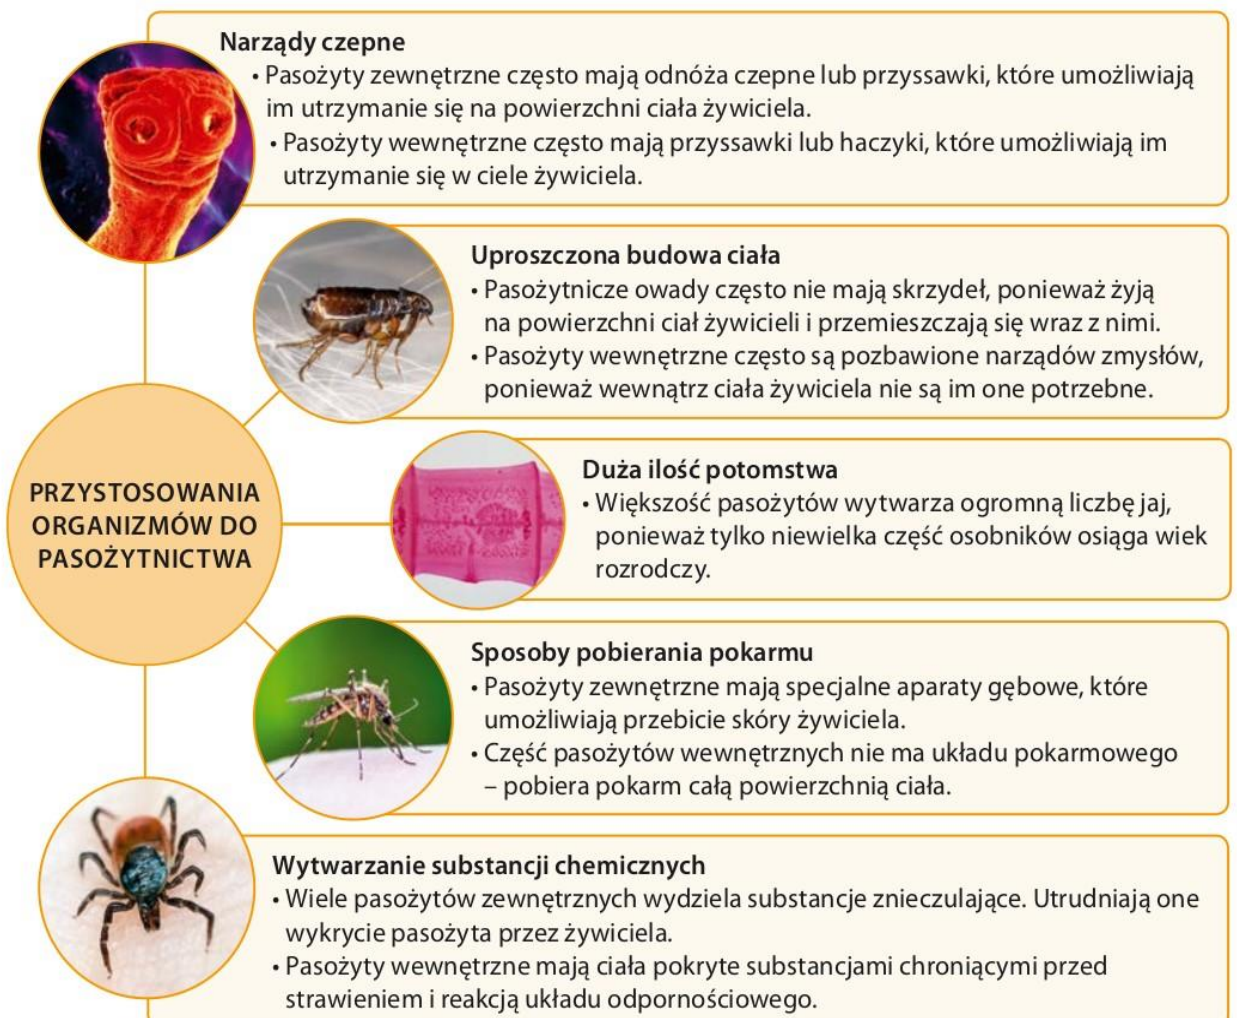 Narządy czepne
• Pasożyty zewnętrzne często mają odnóża czepne lub przyssawki, które umożliwiają
im utrzymanie się na powierzchni ciała żywiciela.
• Pasożyty wewnętrzne często mają przyssawki lub haczyki, które umożliwiają im
utrzymanie się w ciele żywiciela.
Uproszczona budowa ciała
• Pasożytnicze owady często nie mają skrzydeł, ponieważ żyją
na powierzchni ciał żywicieli i przemieszczają się wraz z nimi.
• Pasożyty wewnętrzne często są pozbawione narządów zmysłów,
ponieważ wewnątrz ciała żywiciela nie są im one potrzebne.
PRZYSTOSOWANIA
ORGANIZMÓW DO
PASOŻYTNICTWA
Duża ilość potomstwa
• Większość pasożytów wytwarza ogromną liczbę jaj,
ponieważ tylko niewielka część osobników osiąga wiek
rozrodczy.
Sposoby pobierania pokarmu
• Pasożyty zewnętrzne mają specjalne aparaty gębowe, które
umożliwiają przebicie skóry żywiciela.
• Część pasożytów wewnętrznych nie ma układu pokarmowego
– pobiera pokarm całą powierzchnią ciała.
Wytwarzanie substancji chemicznych
• Wiele pasożytów zewnętrznych wydziela substancje znieczulające. Utrudniają one
wykrycie pasożyta przez żywiciela.
• Pasożyty wewnętrzne mają ciała pokryte substancjami chroniącymi przed
strawieniem i reakcją układu odpornościowego.